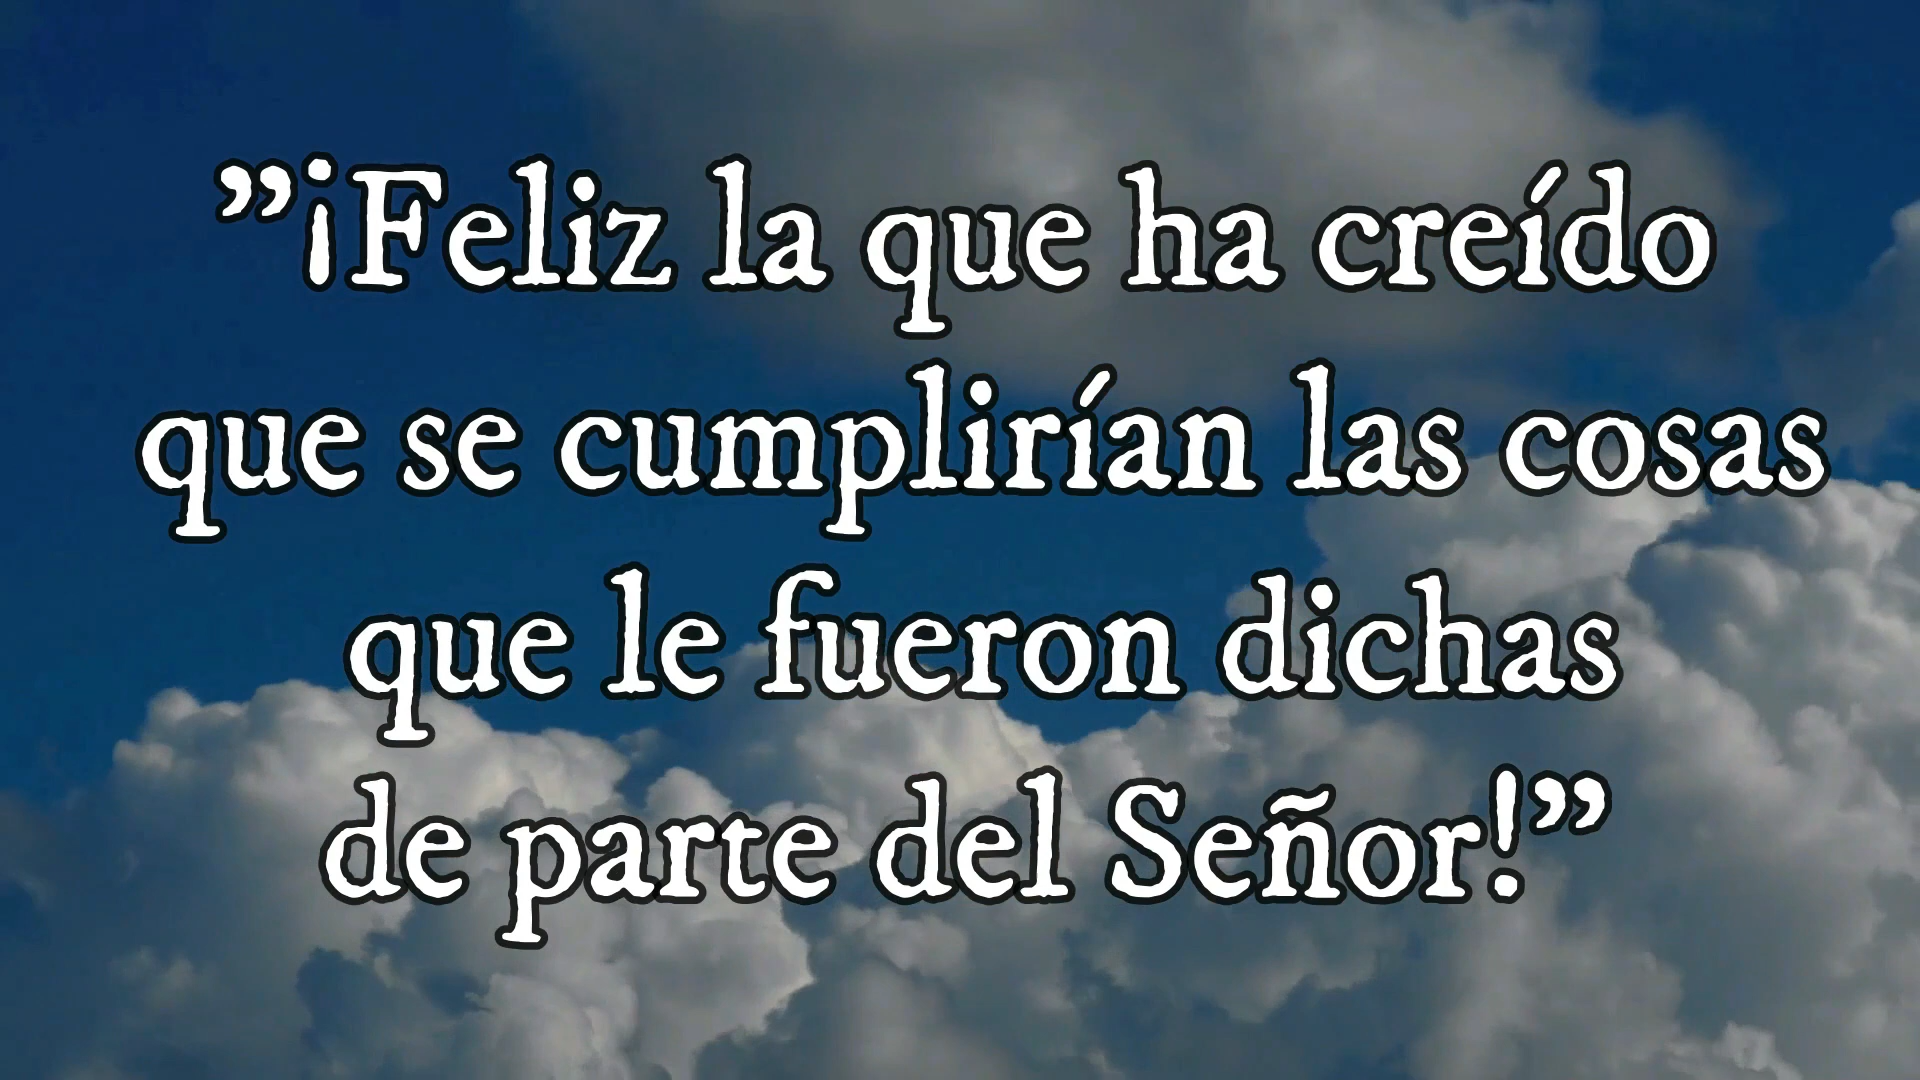 ”¡Feliz la que ha creído
que se cumplirían las cosas
que le fueron dichas
de parte del Señor!”